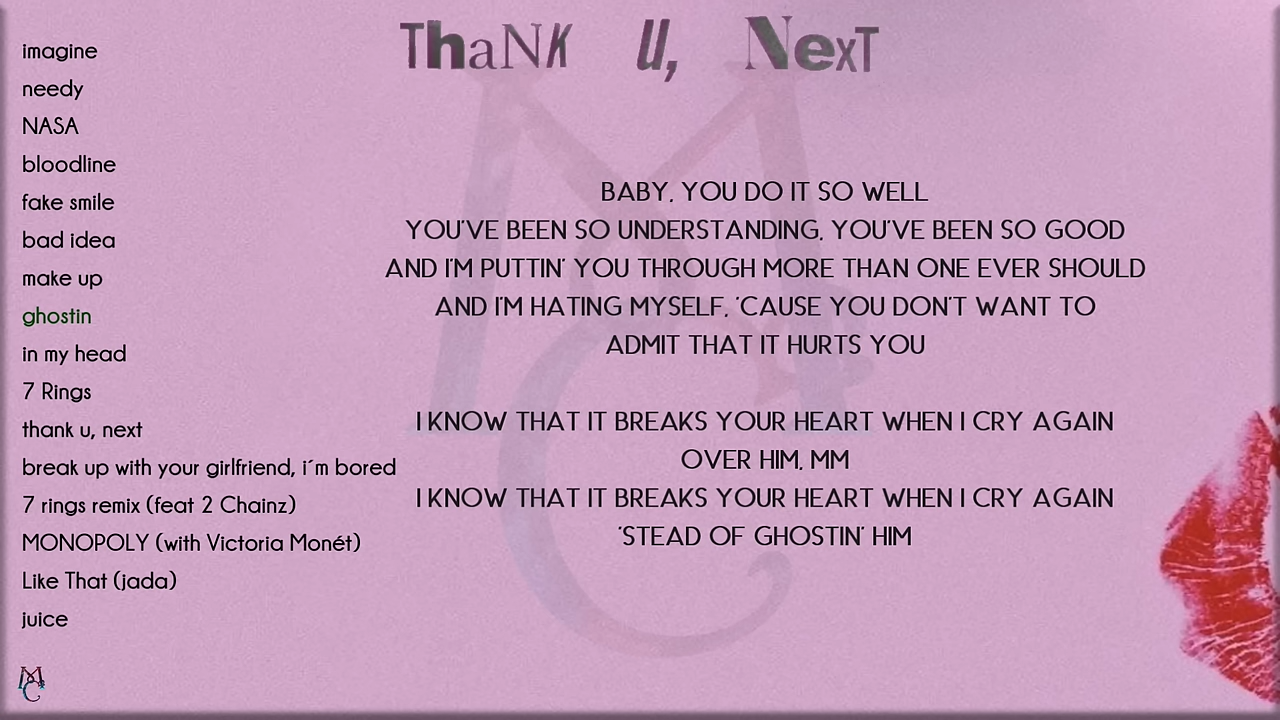 ThaNK U, NexT
imagine
needy
NASA
bloodline
fake smile
bad idea
make up
ghostin
in my head
7 Rings
thank u, next
break up with your girlfriend, i´m bored
7 rings remix (feat 2 Chainz)
MONOPOLY (with Victoria Monét)
Like That (jada)
juice
BABY, YOU DO IT SO WELL
YOU'VE BEEN SO UNDERSTANDING, YOU'VE BEEN SO GOOD
AND I'M PUTTIN' YOU THROUGH MORE THAN ONE EVER SHOULD
AND I'M HATING MYSELF, 'CAUSE YOU DON'T WANT TO
ADMIT THAT IT HURTS YOU
I KNOW THAT IT BREAKS YOUR HEART WHEN I CRY AGAIN
OVER HIM, MM
I KNOW THAT IT BREAKS YOUR HEART WHEN I CRY AGAIN
'STEAD OF GHOSTIN' HIM
MC